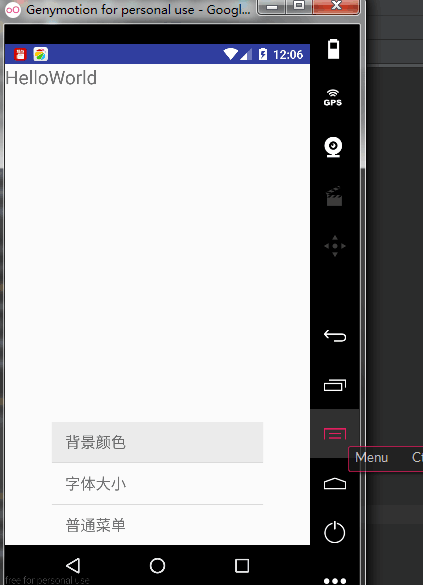 Genymotion for personal use - Googl...
12:06
HelloWorld
GPS
背景颜色
字体大小
普通菜单
Menu Ct
free for personal use